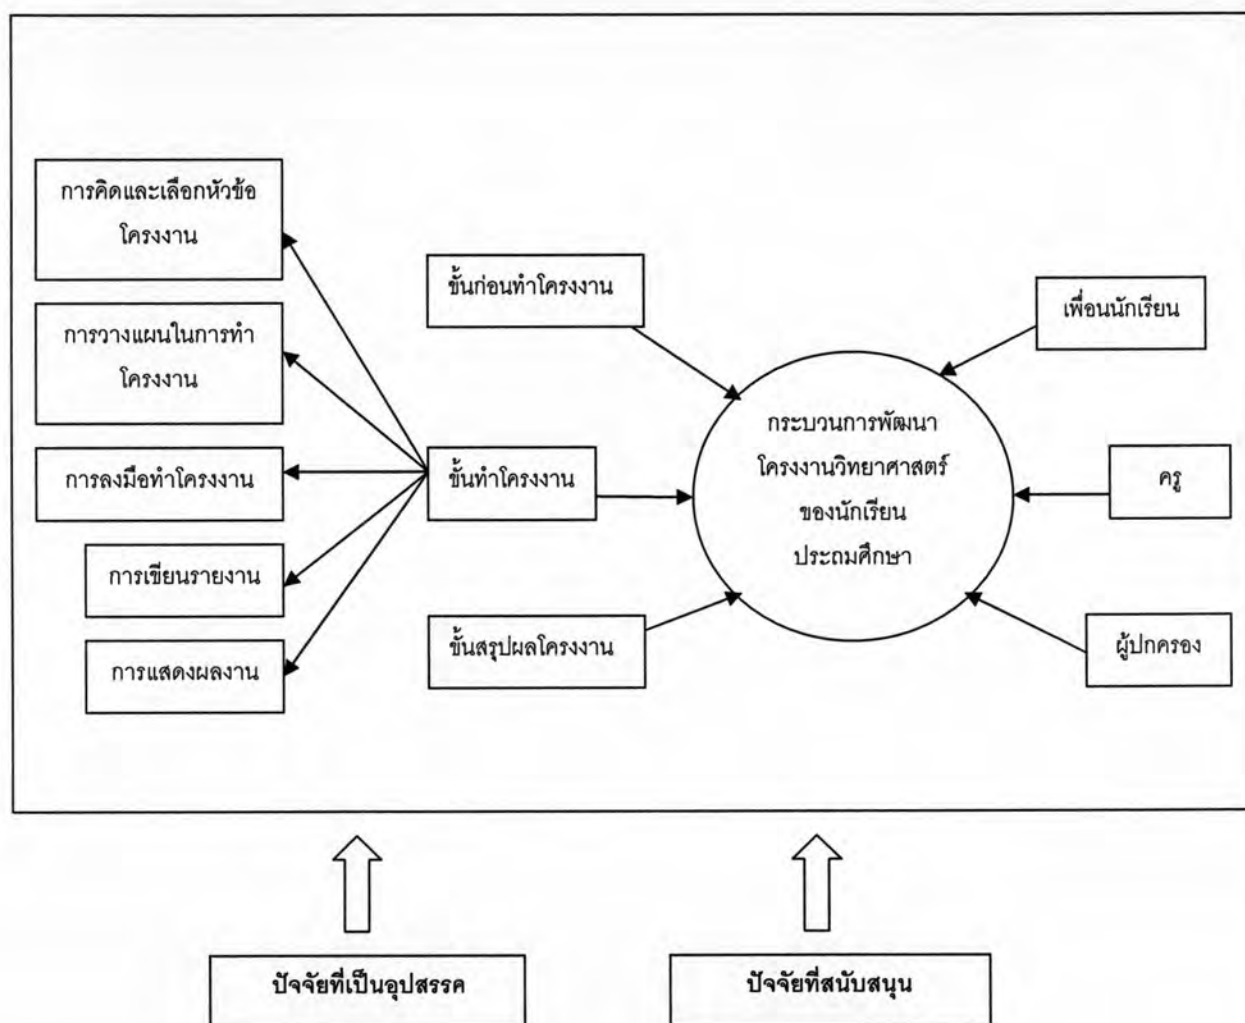 การคิดและเลือกหัวข้อ
โครงงาน
การวางแผนในการทำ
โครงงาน
การลงมือทำโครงงาน
การเขียนรายงาน
การแสดงผลงาน
ขั้นก่อนทำโครงงาน
ขั้นทำโครงงาน
ขั้นสรุปผลโครงงาน
กระบวนการพัฒนา
โครงงานวิทยาศาสตร์
ของนักเรียน
ประถมศึกษา
เพื่อนนักเรียน
ครู
ผู้ปกครอง
ปัจจัยที่เป็นอุปสรรค
ปัจจัยที่สนับสนุน